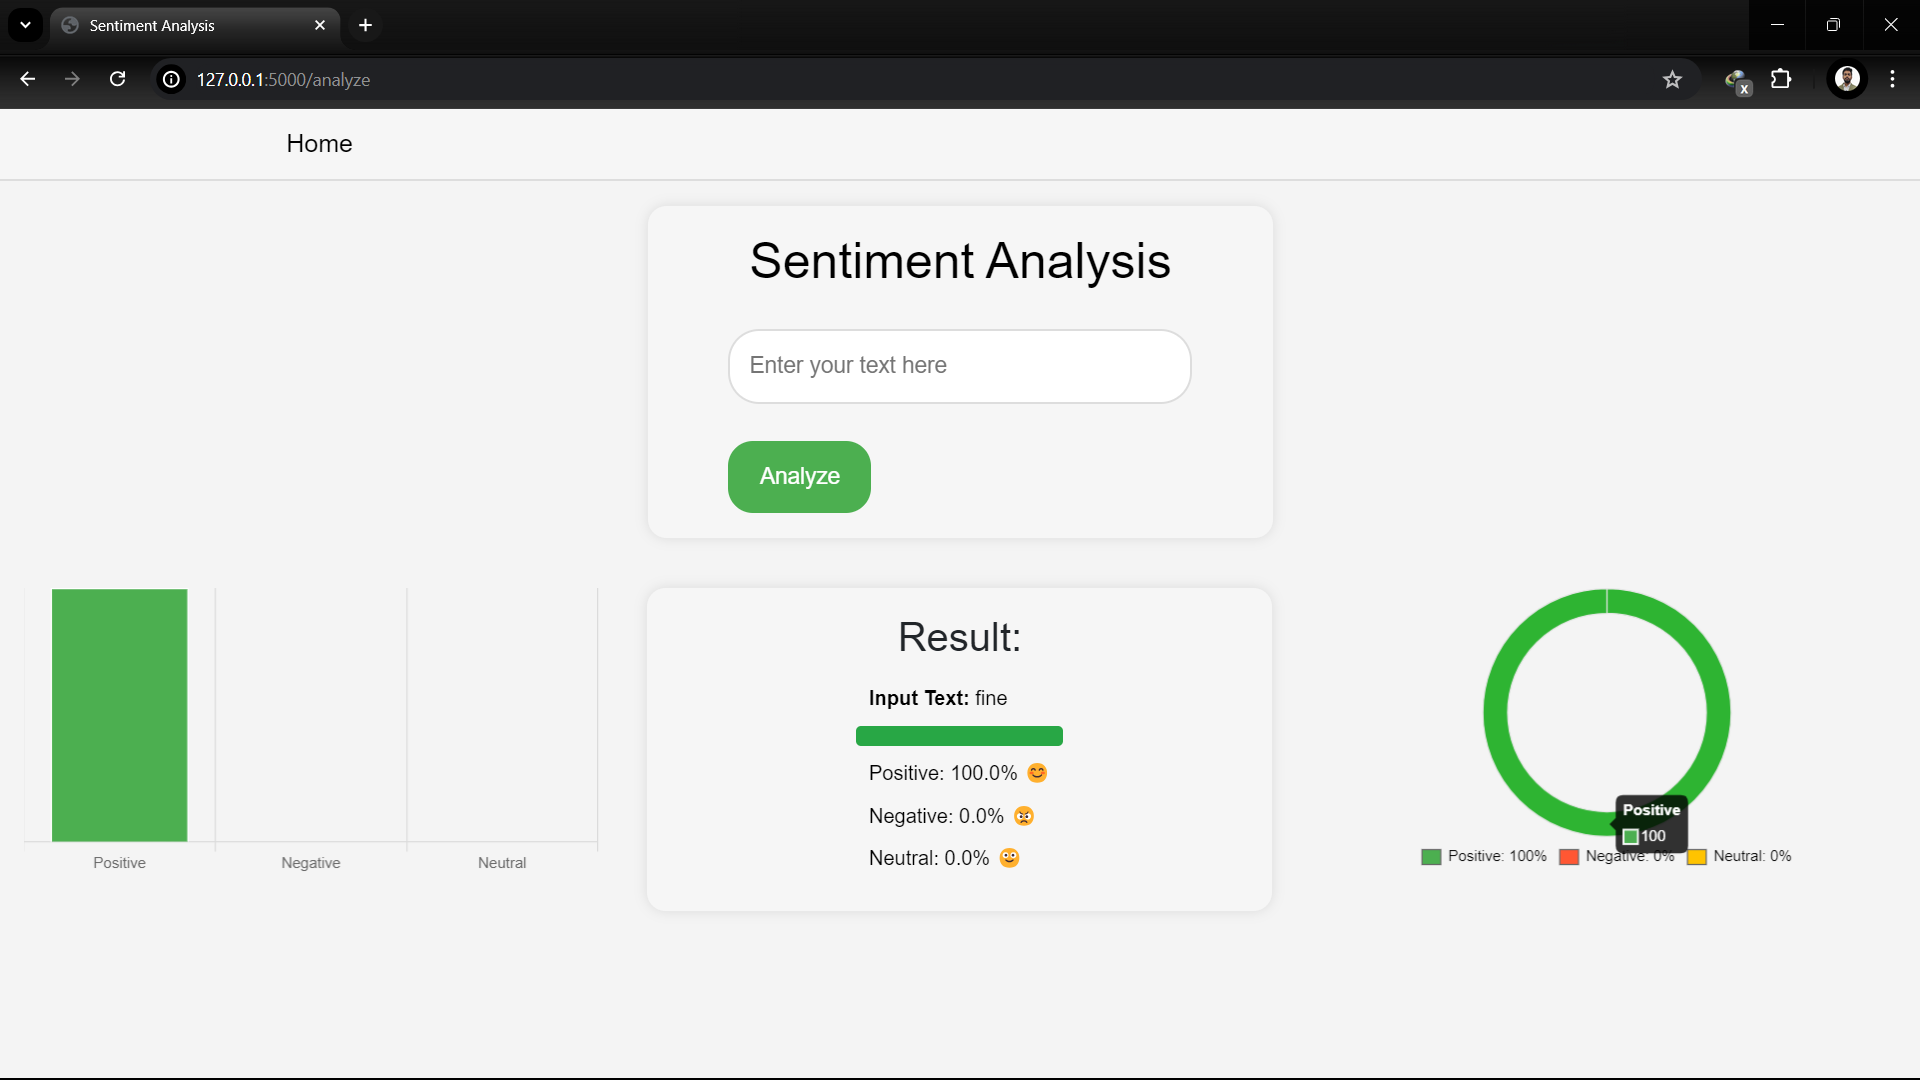 Sentiment Analysis
127.0.0.1:5000/analyze
x
Home
Sentiment Analysis
Enter your text here
Analyze
Result:
Input Text: fine
Positive: 100.0% 😊
Negative: 0.0% 😡
Neutral: 0.0% 🙂
Positive Negative Neutral
Positive
100
Positive: 100% Negative: 0% Neutral: 0%